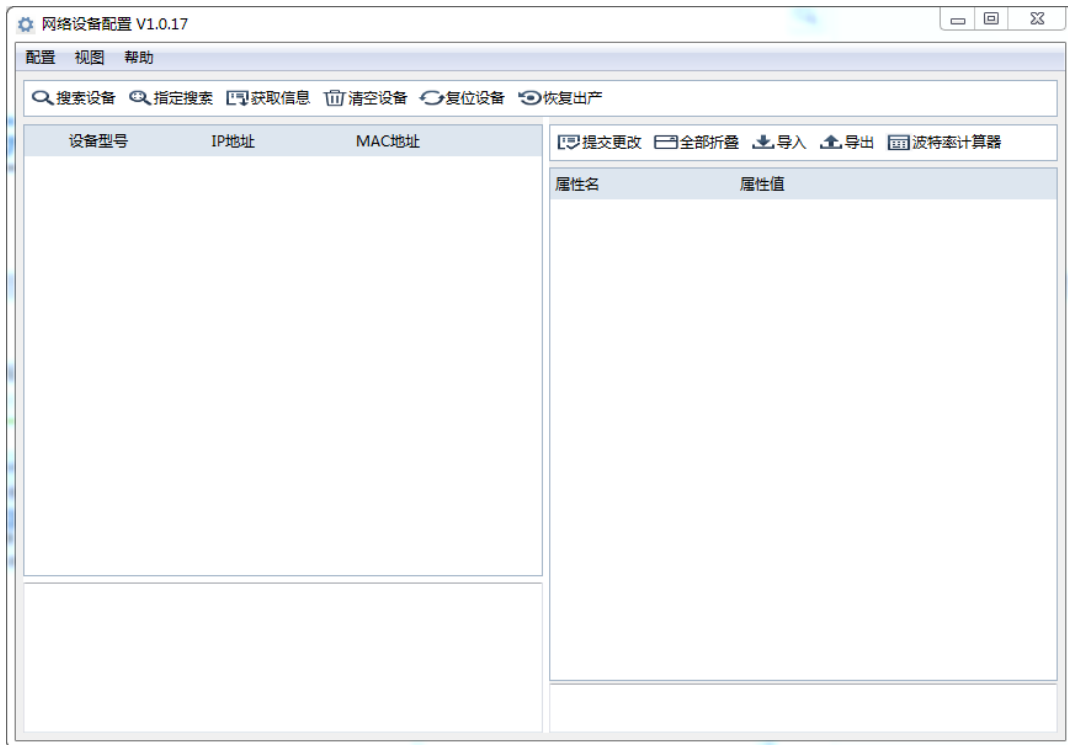 网络设备配置 V1.0.17
配置 视图 帮助
搜索设备 指定搜索 获取信息 清空设备 复位设备 恢复出产
设备型号 IP地址 MAC地址
提交更改 全部折叠 导入 导出 波特率计算器
属性名 属性值